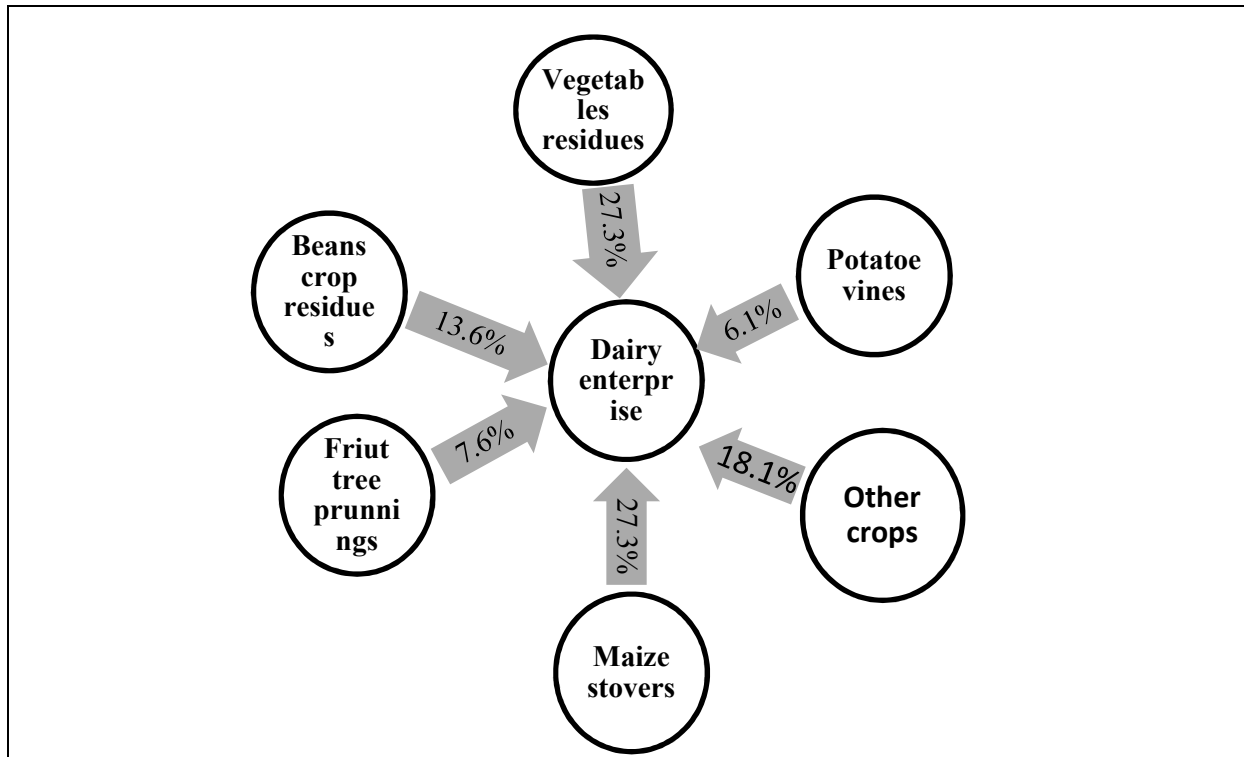 Vegetab
les
residues
27.3%
Potatoe
vines
6.1%
Beans
crop
residue
s
13.6%
Dairy
enterpr
ise
Friut
tree
prunni
ngs
7.6%
18.1%
Other
crops
27.3%
Maize
stovers